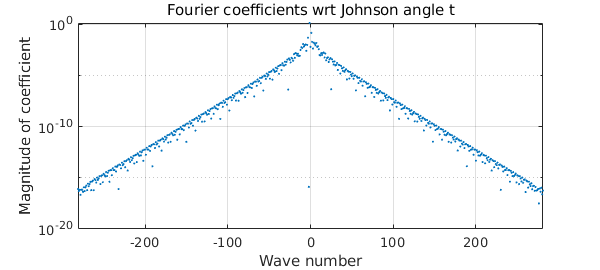 Fourier coefficients wrt Johnson angle t
Magnitude of coefficient
10^0
10^-10
10^-20
-200 -100 0 100 200
Wave number